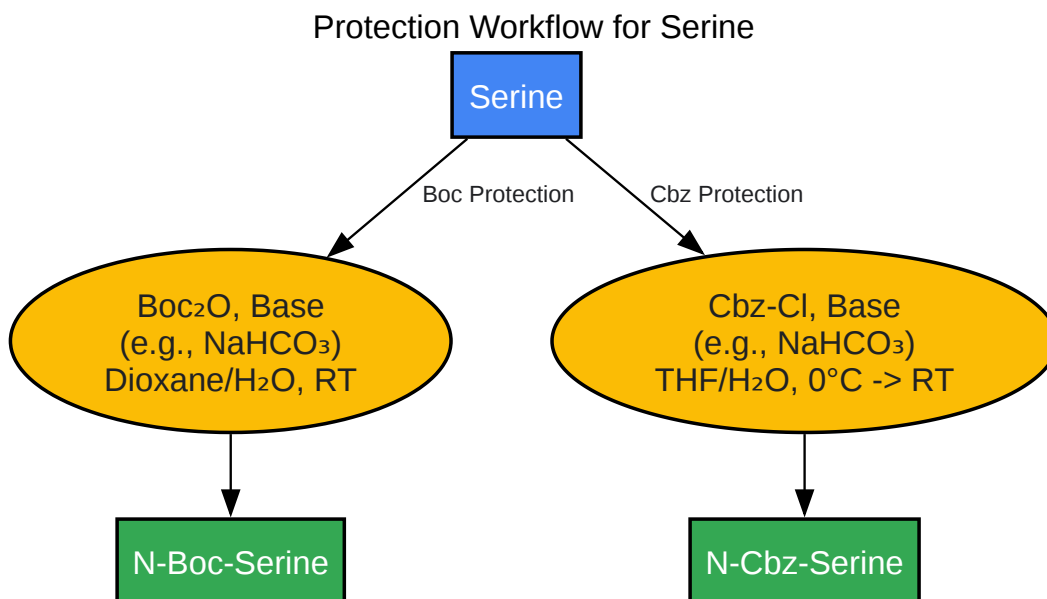 Protection Workflow for Serine
Serine
Boc Protection
Cbz Protection
Boc₂O, Base
(e.g., NaHCO₃)
Dioxane/H₂O, RT
Cbz-Cl, Base
(e.g., NaHCO₃)
THF/H₂O, 0°C -> RT
N-Boc-Serine
N-Cbz-Serine